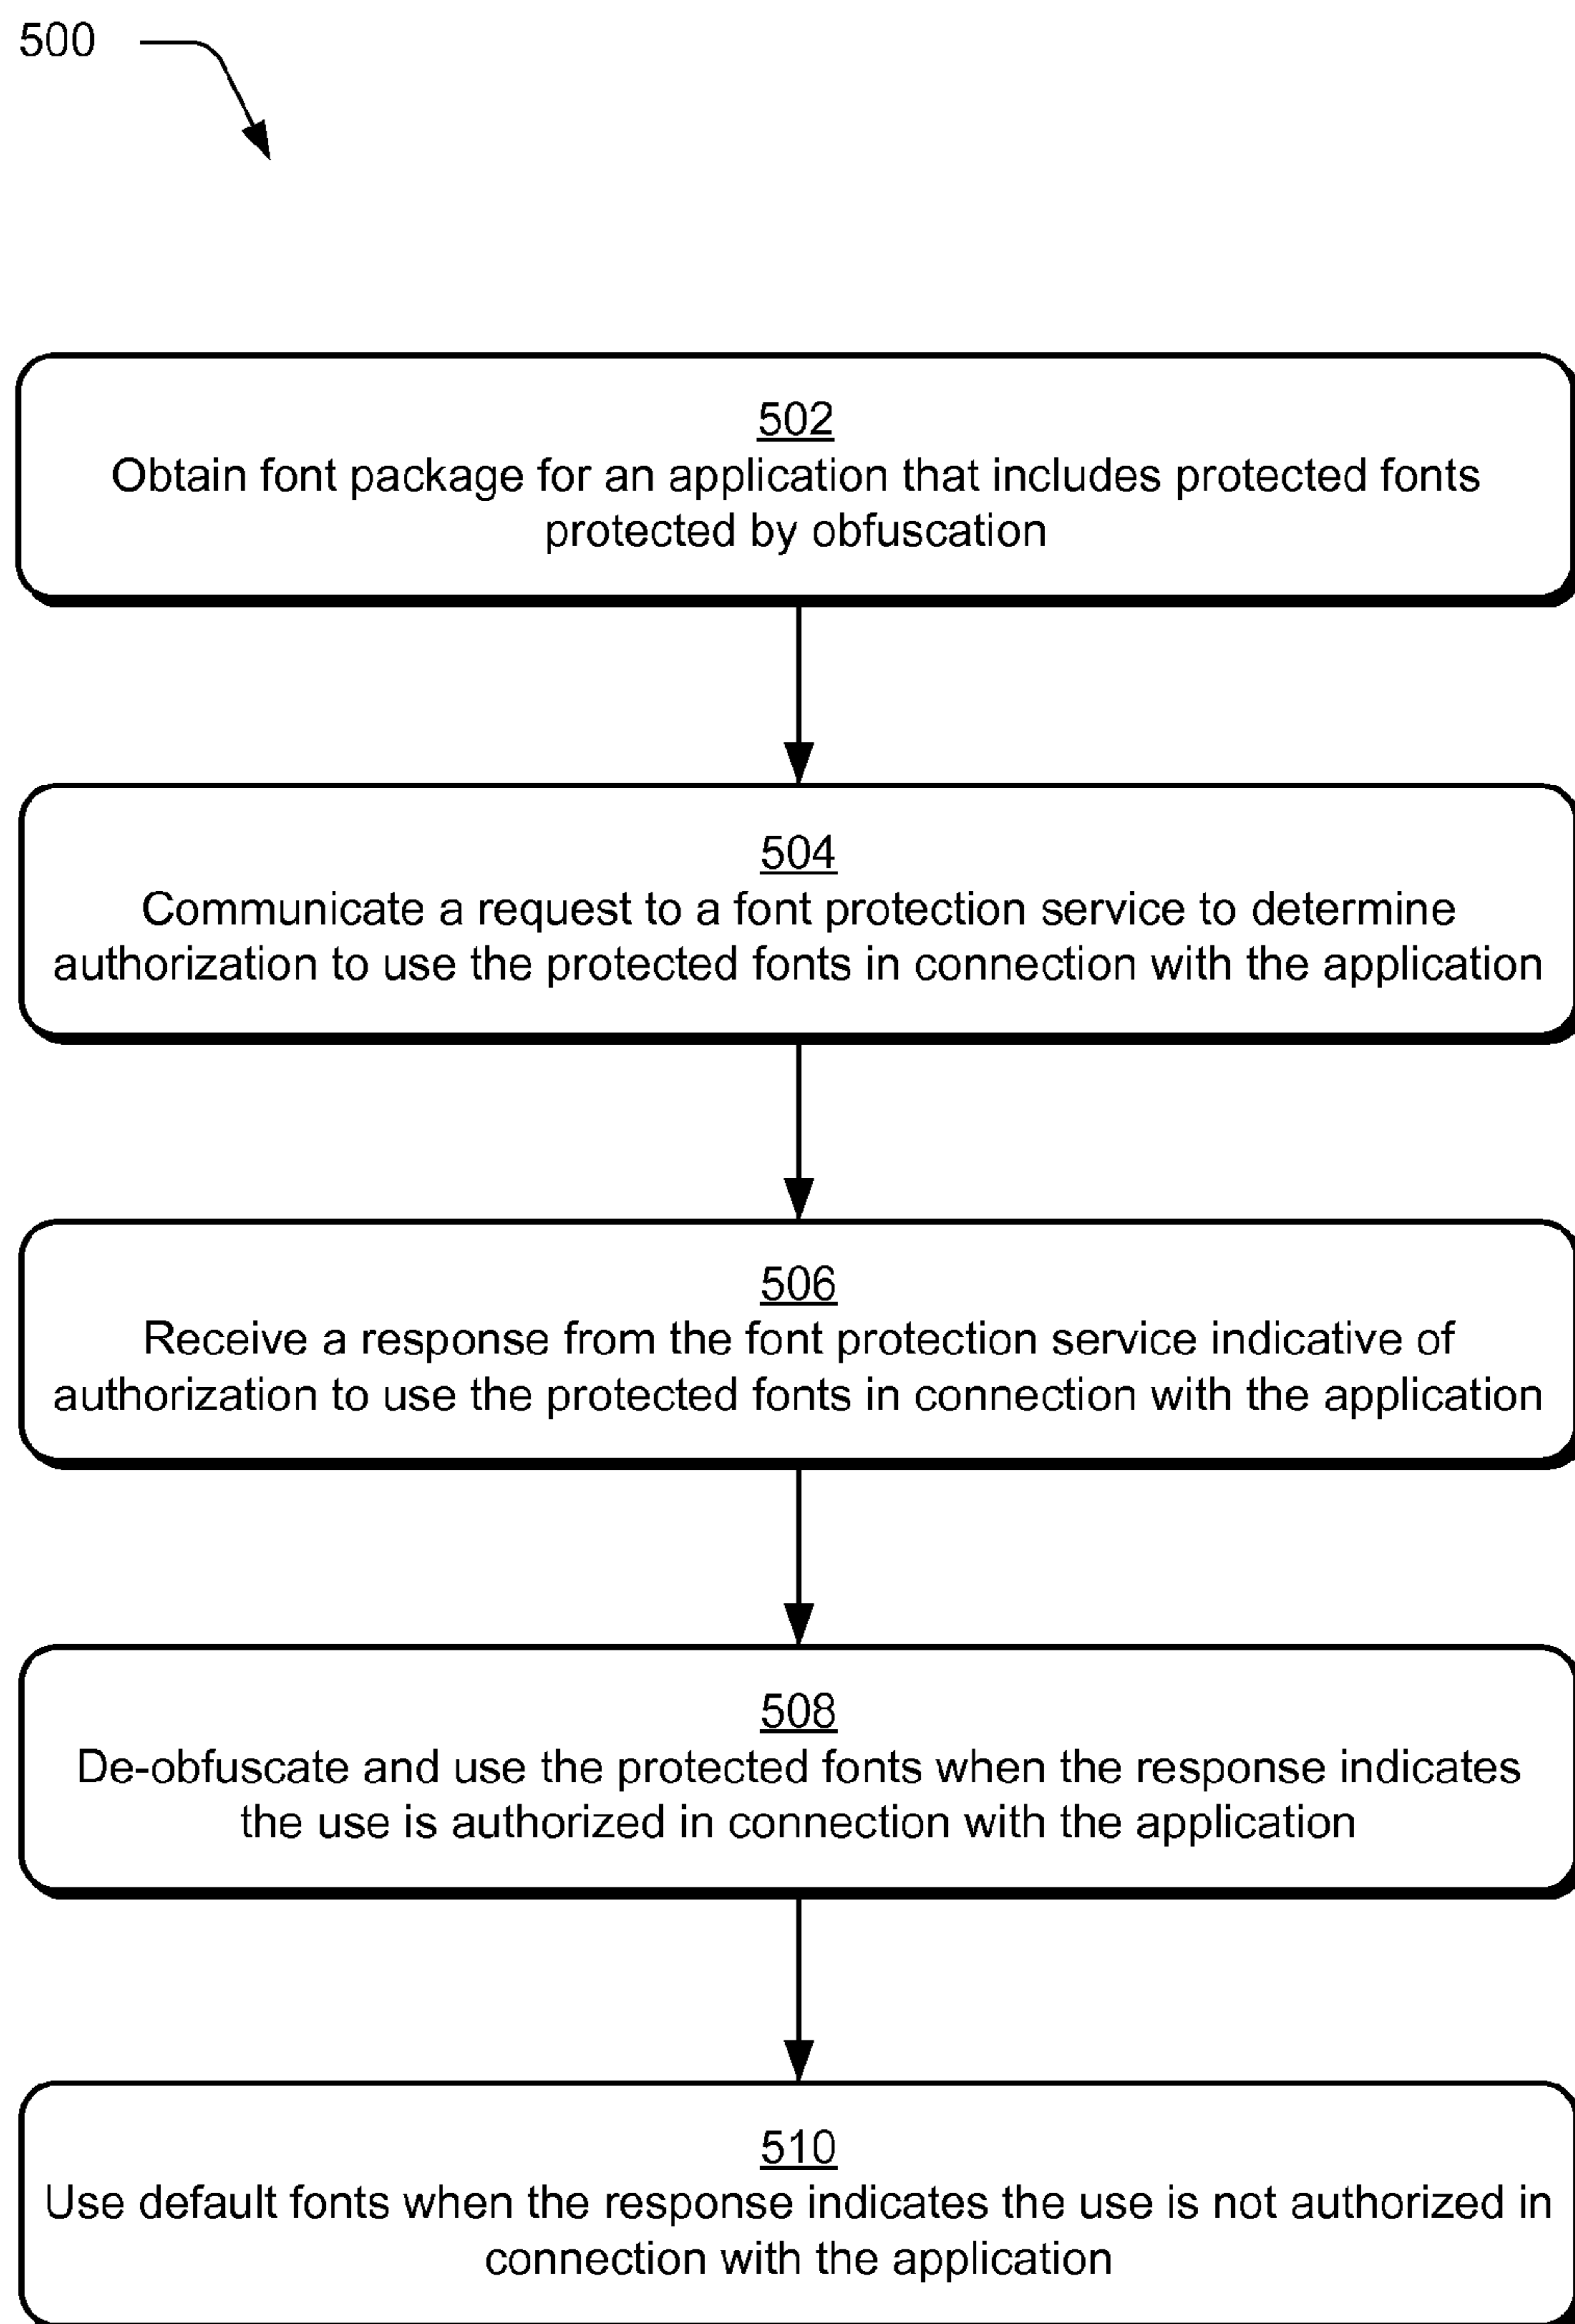 500
502
Obtain font package for an application that includes protected fonts
protected by obfuscation
504
Communicate a request to a font protection service to determine
authorization to use the protected fonts in connection with the application
506
Receive a response from the font protection service indicative of
authorization to use the protected fonts in connection with the application
508
De-obfuscate and use the protected fonts when the response indicates
the use is authorized in connection with the application
510
Use default fonts when the response indicates the use is not authorized in
connection with the application